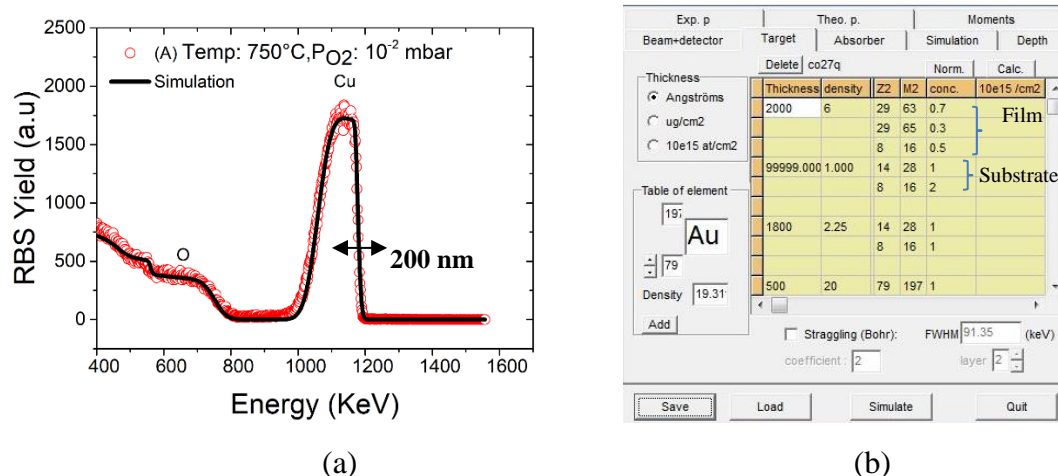 (A) Temp: 750°C,PO2: 10-2 mbar
Simulation
Cu
O
200 nm
RBS Yield (a.u)
2500
2000
1750
1500
1250
1000
750
500
250
0
400 600 800 1000 1200 1400 1600
Energy (KeV)
(a)
Exp. p Theo. p. Moments
Beam+detector Target Absorber Simulation Depth
Delete co27q Norm. Calc.
Thickness
Angströms
ug/cm2
10e15 at/cm2
Thickness density Z2 M2 conc. 10e15 /cm2
2000 6 29 63 0.7
29 65 0.3
8 16 0.5
Film
99999.000 1.000 14 28 1
8 16 2
Substrate
1800 2.25 14 28 1
8 16 1
500 20 79 197 1
Table of element
197
Au
79
Density 19.31
Add
Straggling (Bohr): FWHM 91.35 (keV)
coefficient : 2 layer 2
Save Load Simulate Quit
(b)